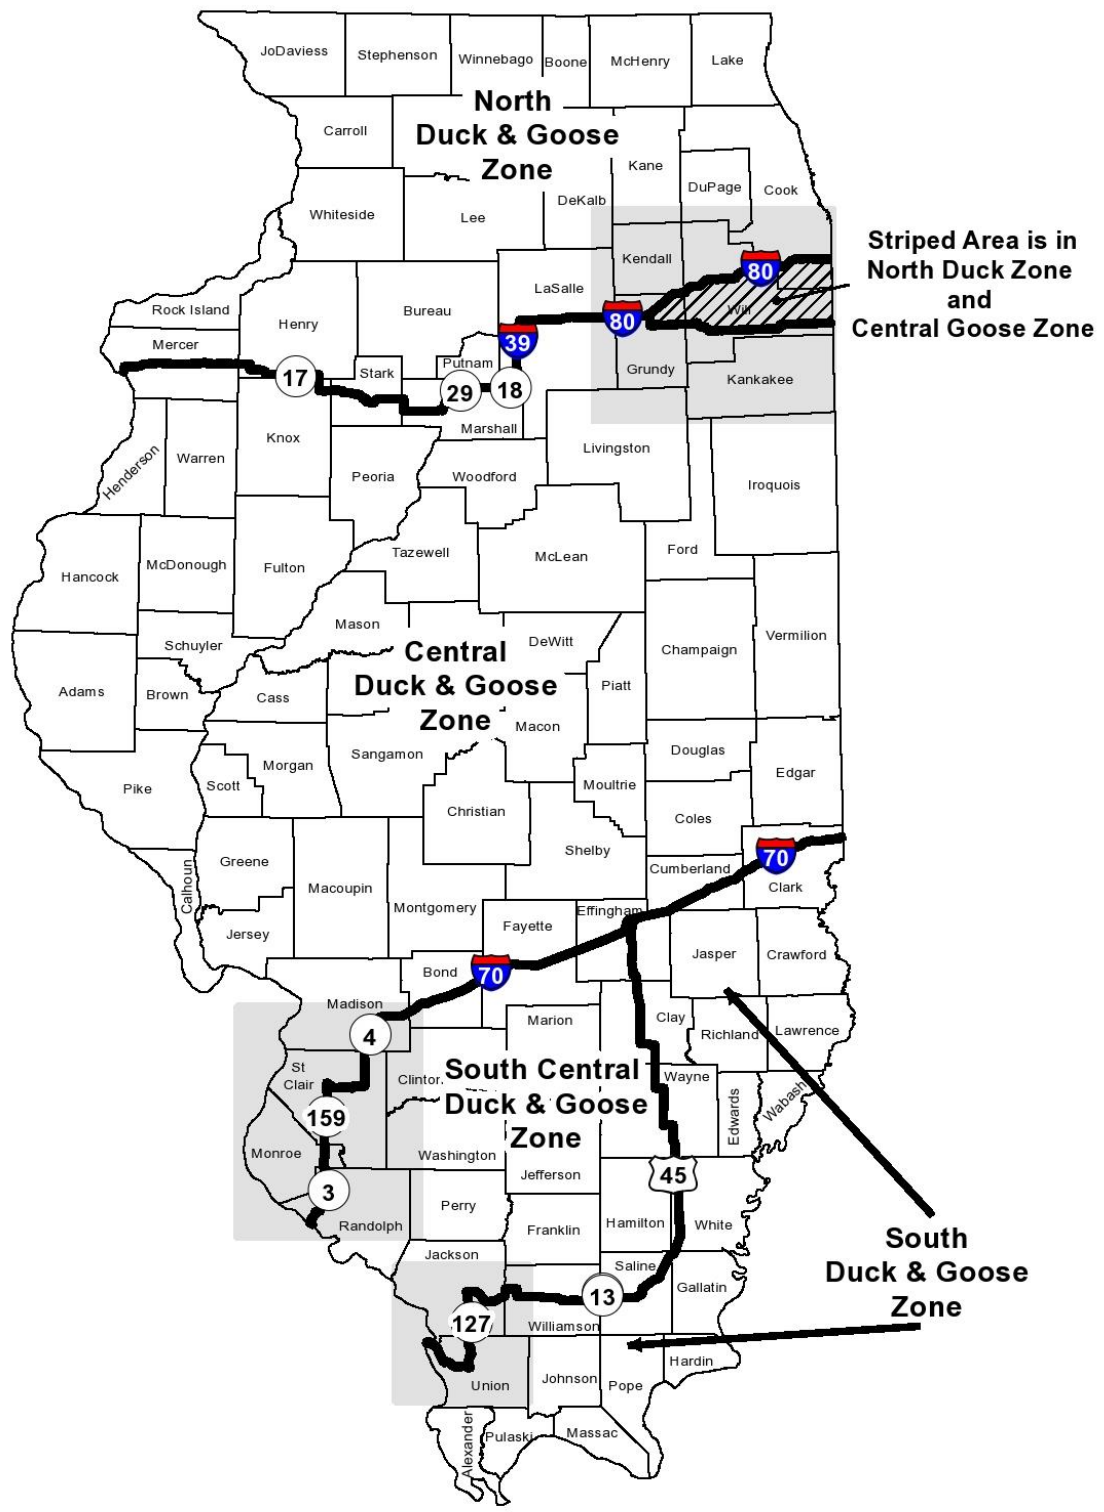 JoDaviess
Stephenson
Winnebago
Boone
McHenry
Lake
North
Duck & Goose
Zone
Carroll
Kane
DuPage
Cook
DeKalb
Whiteside
Lee
Striped Area is in
North Duck Zone
and
Central Goose Zone
Kendall
80
LaSalle
Rock Island
Henry
Bureau
80
Will
Mercer
39
Putnam
Grundy
Kankakee
17
Stark
29
18
Marshall
Knox
Livingston
Henderson
Warren
Peoria
Woodford
Iroquois
Hancock
McDonough
Fulton
Tazewell
McLean
Ford
Mason
Schuyler
DeWitt
Vermilion
Champaign
Central
Duck & Goose
Zone
Adams
Brown
Cass
Piatt
Macon
Sangamon
Douglas
Pike
Scott
Morgan
Moultrie
Edgar
Christian
Coles
Shelby
70
Greene
Calhoun
Macoupin
Cumberland
Clark
Montgomery
Fayette
Effingham
Jersey
Jasper
Crawford
Bond
70
Madison
4
Marion
Clay
Richland
Lawrence
St
Clair
Clinton
South Central
Duck & Goose
Zone
Wayne
Edwards
Wabash
159
Monroe
Washington
Jefferson
45
3
Randolph
Perry
Franklin
Hamilton
White
Jackson
Saline
Gallatin
South
Duck & Goose
Zone
13
127
Williamson
Union
Johnson
Pope
Hardin
Alexander
Pulaski
Massac